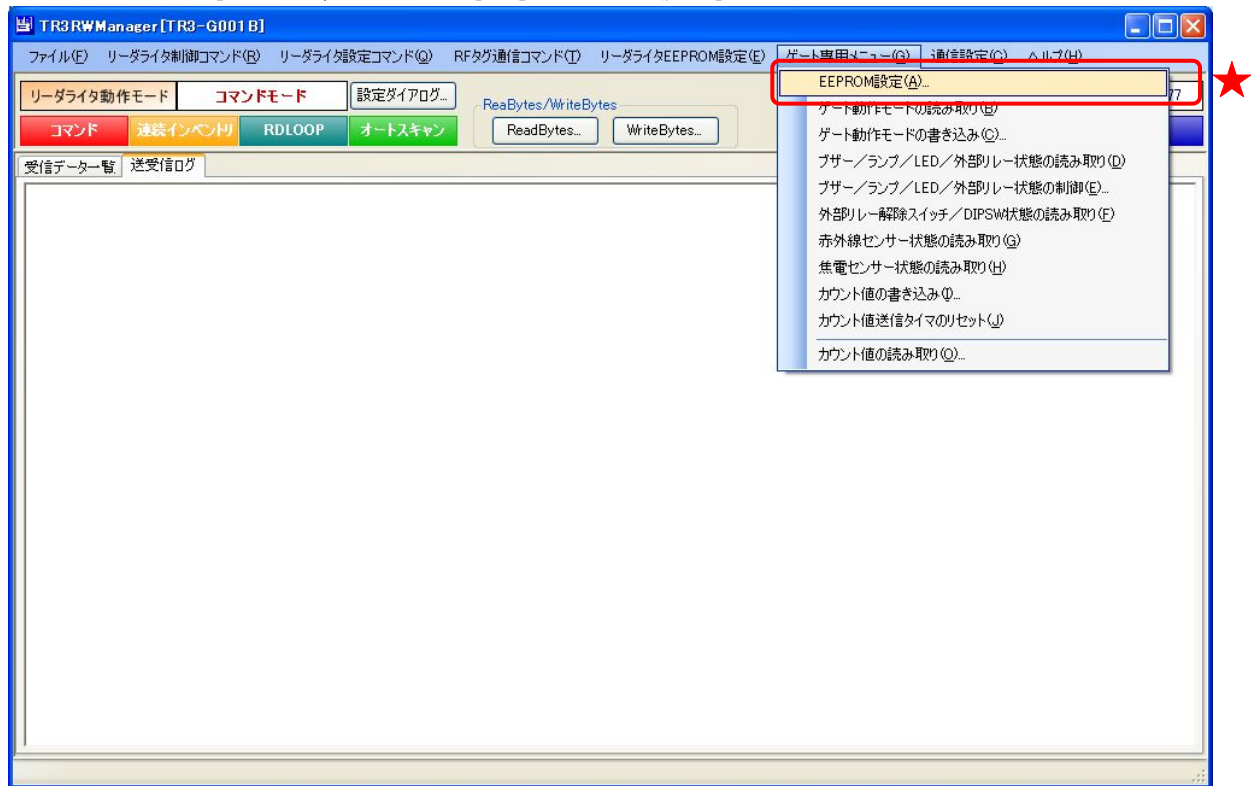 TR3RWManager[TR3-G001B]
ファイル(F) リーダライタ制御コマンド(R) リーダライタ設定コマンド(Q) RFタグ通信コマンド(T) リーダライタEEPROM設定(E) ゲート専用メニュー(G) 通信設定(C) ヘルプ(H)
リーダライタ動作モード コマンドモード 設定ダイアログ...
ReaBytes/WriteBytes
コマンド 連続インベントリ RDLOOP オートスキャン ReadBytes... WriteBytes...
受信データ一覧 送受信ログ
EEPROM設定(A)...
ゲート動作モードの読み取り(B)
ゲート動作モードの書き込み(C)...
ブザー/ランプ/LED/外部リレー状態の読み取り(D)
ブザー/ランプ/LED/外部リレー状態の制御(E)...
外部リレー解除スイッチ/DIPSW状態の読み取り(F)
赤外線センサー状態の読み取り(G)
焦電センサー状態の読み取り(H)
カウント値の書き込み(I)...
カウント値送信タイマのリセット(J)
カウント値の読み取り(O)...